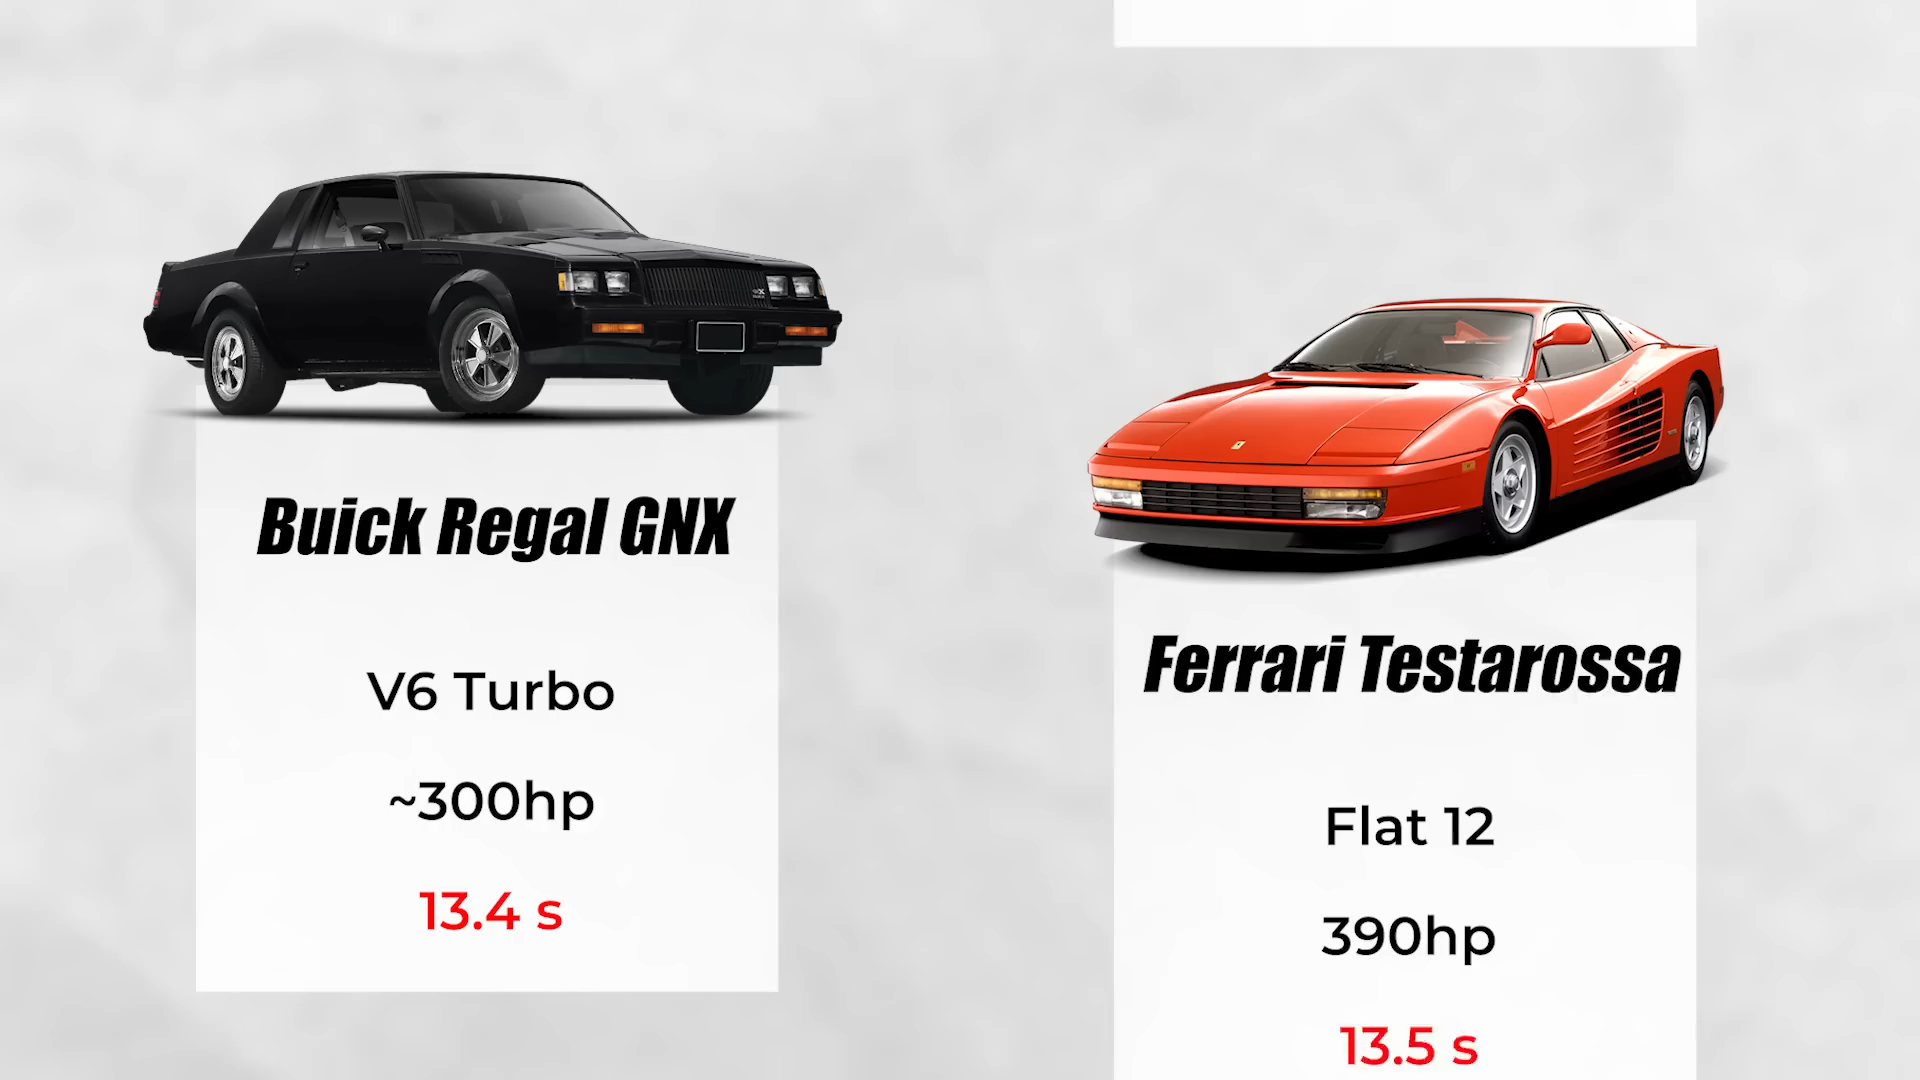 Buick Regal GNX
V6 Turbo
~300hp
13.4 s
Ferrari Testarossa
Flat 12
390hp
13.5 s